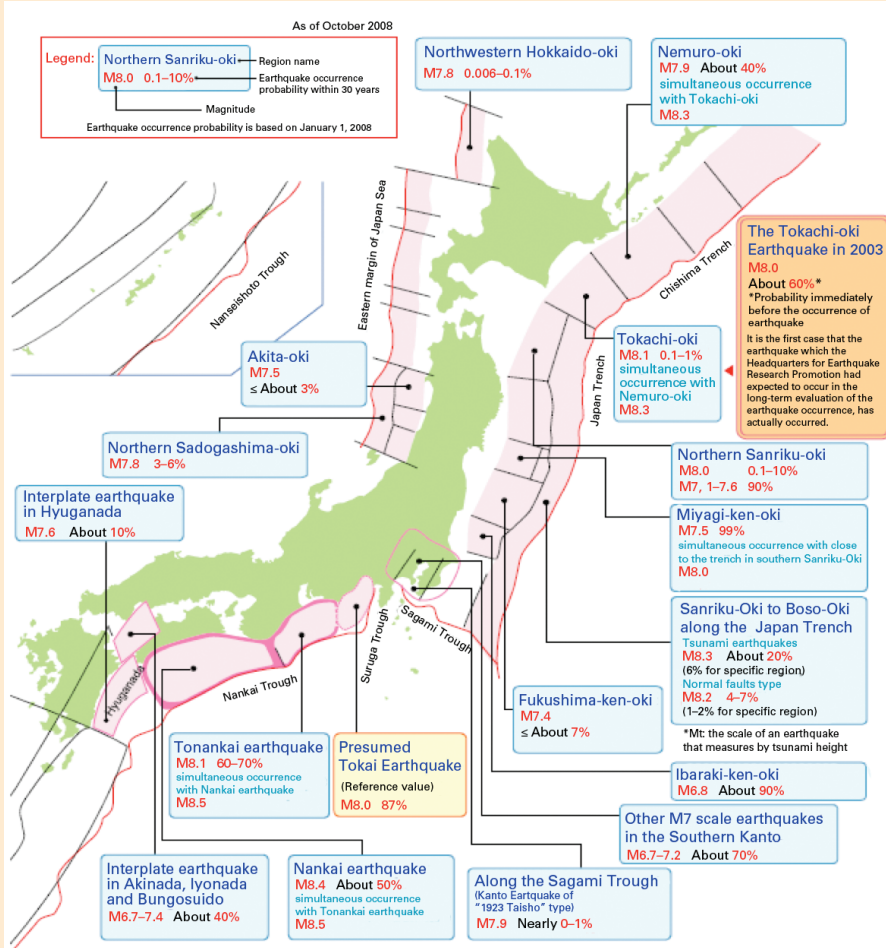 As of October 2008
Legend:
Northern Sanriku-oki
M8.0 0.1–10%
Region name
Earthquake occurrence
probability within 30 years
Magnitude
Earthquake occurrence probability is based on January 1, 2008
Northwestern Hokkaido-oki
M7.8 0.006–0.1%
Nemuro-oki
M7.9 About 40%
simultaneous occurrence
with Tokachi-oki
M8.3
Nanseishoto Trough
Eastern margin of Japan Sea
Chishima Trench
Japan Trench
The Tokachi-oki
Earthquake in 2003
M8.0
About 60%*
*Probability immediately
before the occurrence of
earthquake
It is the first case that the
earthquake which the
Headquarters for Earthquake
Research Promotion had
expected to occur in the
long-term evaluation of the
earthquake occurrence, has
actually occurred.
Tokachi-oki
M8.1 0.1–1%
simultaneous
occurrence with
Nemuro-oki
M8.3
Akita-oki
M7.5
≤ About 3%
Northern Sadogashima-oki
M7.8 3–6%
Northern Sanriku-oki
M8.0 0.1–10%
M7, 1–7.6 90%
Interplate earthquake
in Hyuganada
M7.6 About 10%
Miyagi-ken-oki
M7.5 99%
simultaneous occurrence with close
to the trench in southern Sanriku-Oki
M8.0
Sanriku-Oki to Boso-Oki
along the Japan Trench
Tsunami earthquakes
M8.3 About 20%
(6% for specific region)
Normal faults type
M8.2 4–7%
(1–2% for specific region)
*Mt: the scale of an earthquake
that measures by tsunami height
Sagami Trough
Suruga Trough
Nankai Trough
Hyuganada
Fukushima-ken-oki
M7.4
≤ About 7%
Tonankai earthquake
M8.1 60–70%
simultaneous occurrence
with Nankai earthquake
M8.5
Presumed
Tokai Earthquake
(Reference value)
M8.0 87%
Ibaraki-ken-oki
M6.8 About 90%
Other M7 scale earthquakes
in the Southern Kanto
M6.7–7.2 About 70%
Interplate earthquake
in Akinada, Iyonada
and Bungosuido
M6.7–7.4 About 40%
Nankai earthquake
M8.4 About 50%
simultaneous occurrence
with Tonankai earthquake
M8.5
Along the Sagami Trough
(Kanto Eartquake of
“1923 Taisho” type)
M7.9 Nearly 0–1%